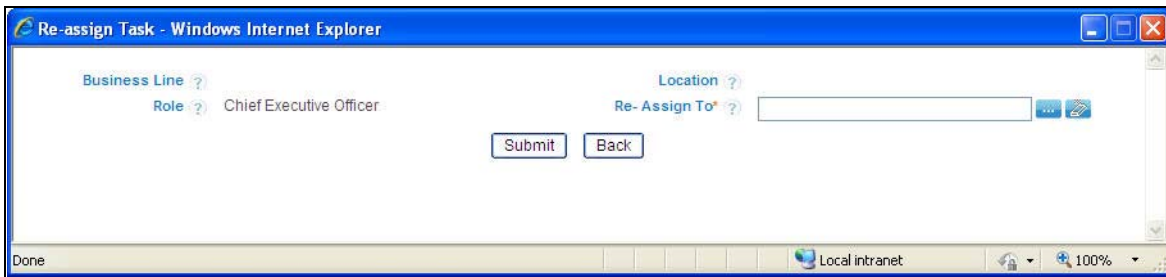 Re-assign Task - Windows Internet Explorer
Business Line ? Location ?
Role ? Chief Executive Officer Re- Assign To* ? ...
Submit Back
Done Local intranet 100%